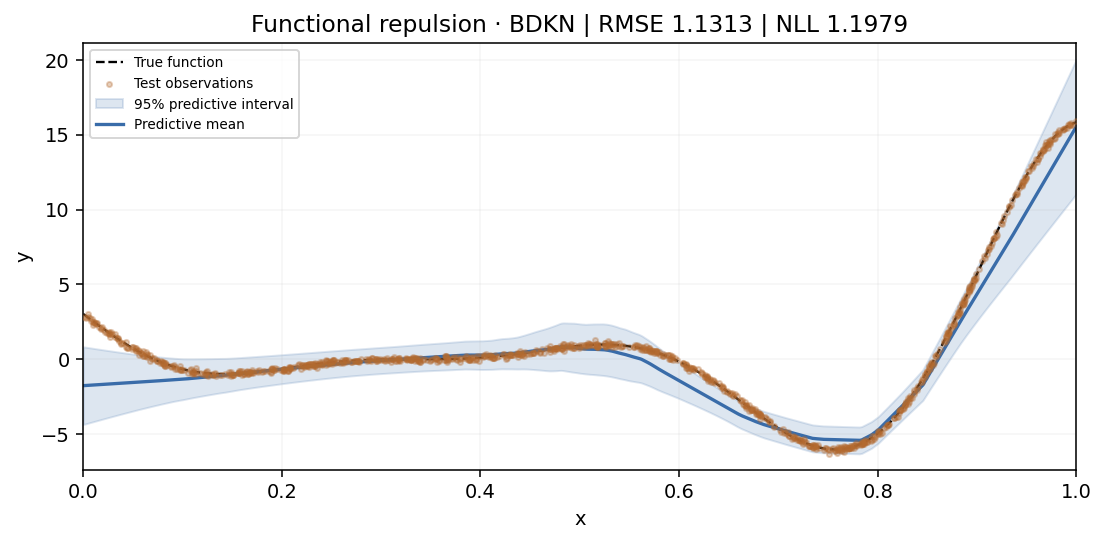 Functional repulsion · BDKN | RMSE 1.1313 | NLL 1.1979
True function
Test observations
95% predictive interval
Predictive mean
20
15
10
5
0
−5
y
0.0 0.2 0.4 0.6 0.8 1.0
x